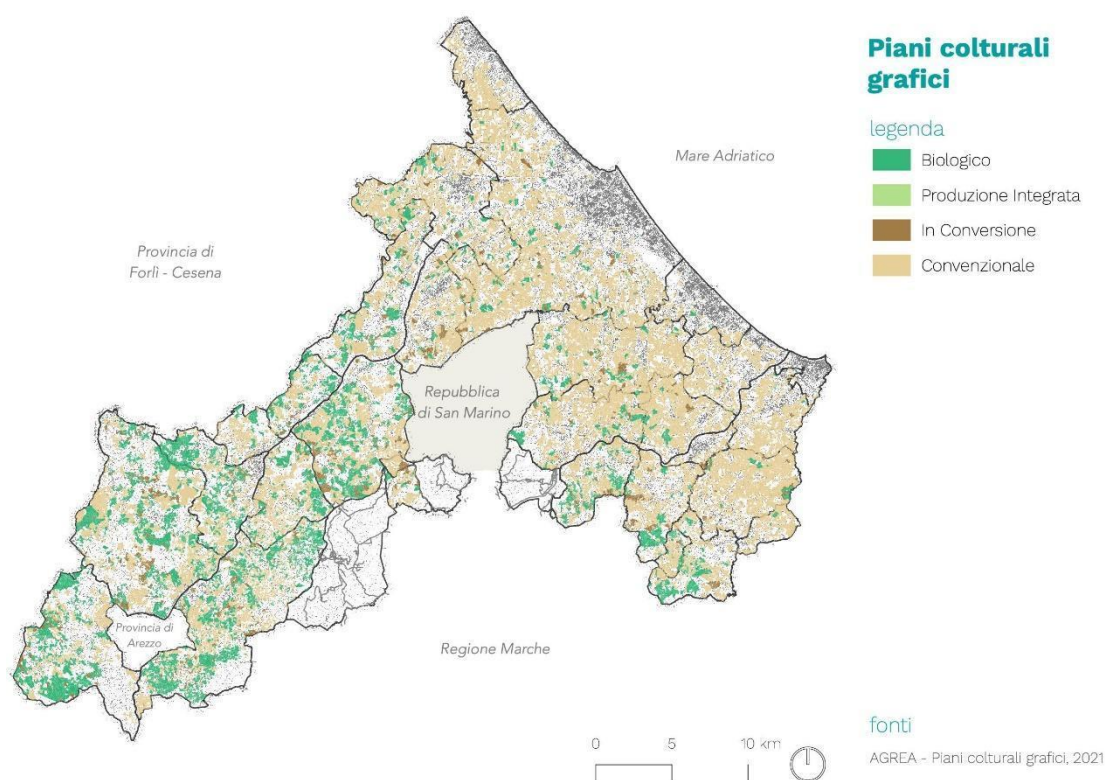 Piani colturali
grafici
legenda
Biologico
Produzione Integrata
In Conversione
Convenzionale
Mare Adriatico
Provincia di
Forlì - Cesena
Repubblica
di San Marino
Provincia di
Arezzo
Regione Marche
0 5 10 km
fonti
AGREA - Piani colturali grafici, 2021